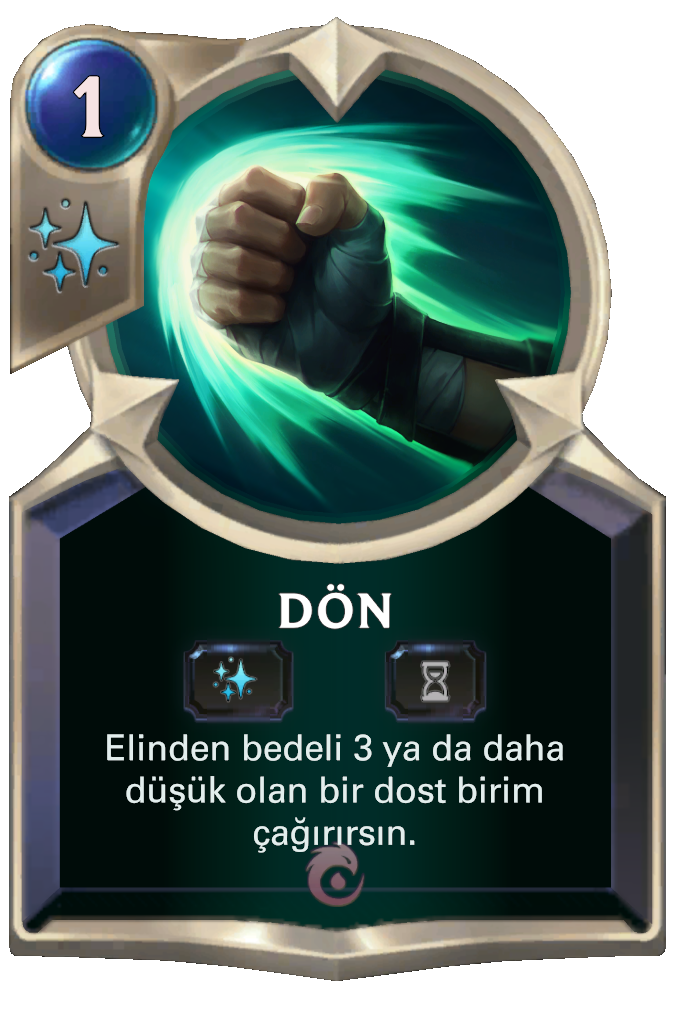 1
DÖN
Elinden bedeli 3 ya da daha
düşük olan bir dost birim
çağırırsın.